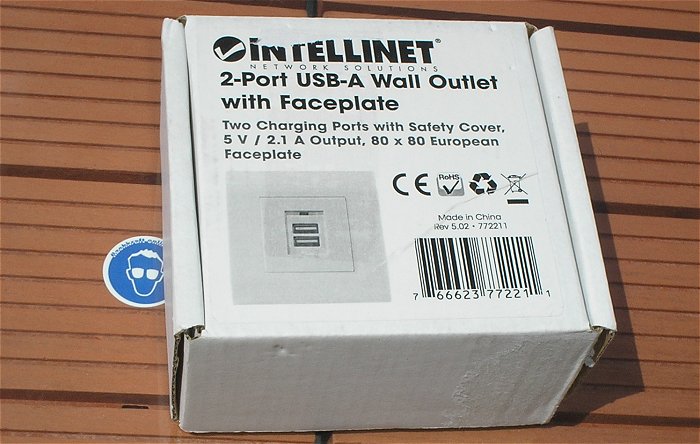 INTELLINET®
NETWORK SOLUTIONS
2-Port USB-A Wall Outlet
with Faceplate
Two Charging Ports with Safety Cover,
5 V / 2.1 A Output, 80 x 80 European
Faceplate
CE RoHS
Made in China
Rev 5.02 • 772211
7 66623 77221 1